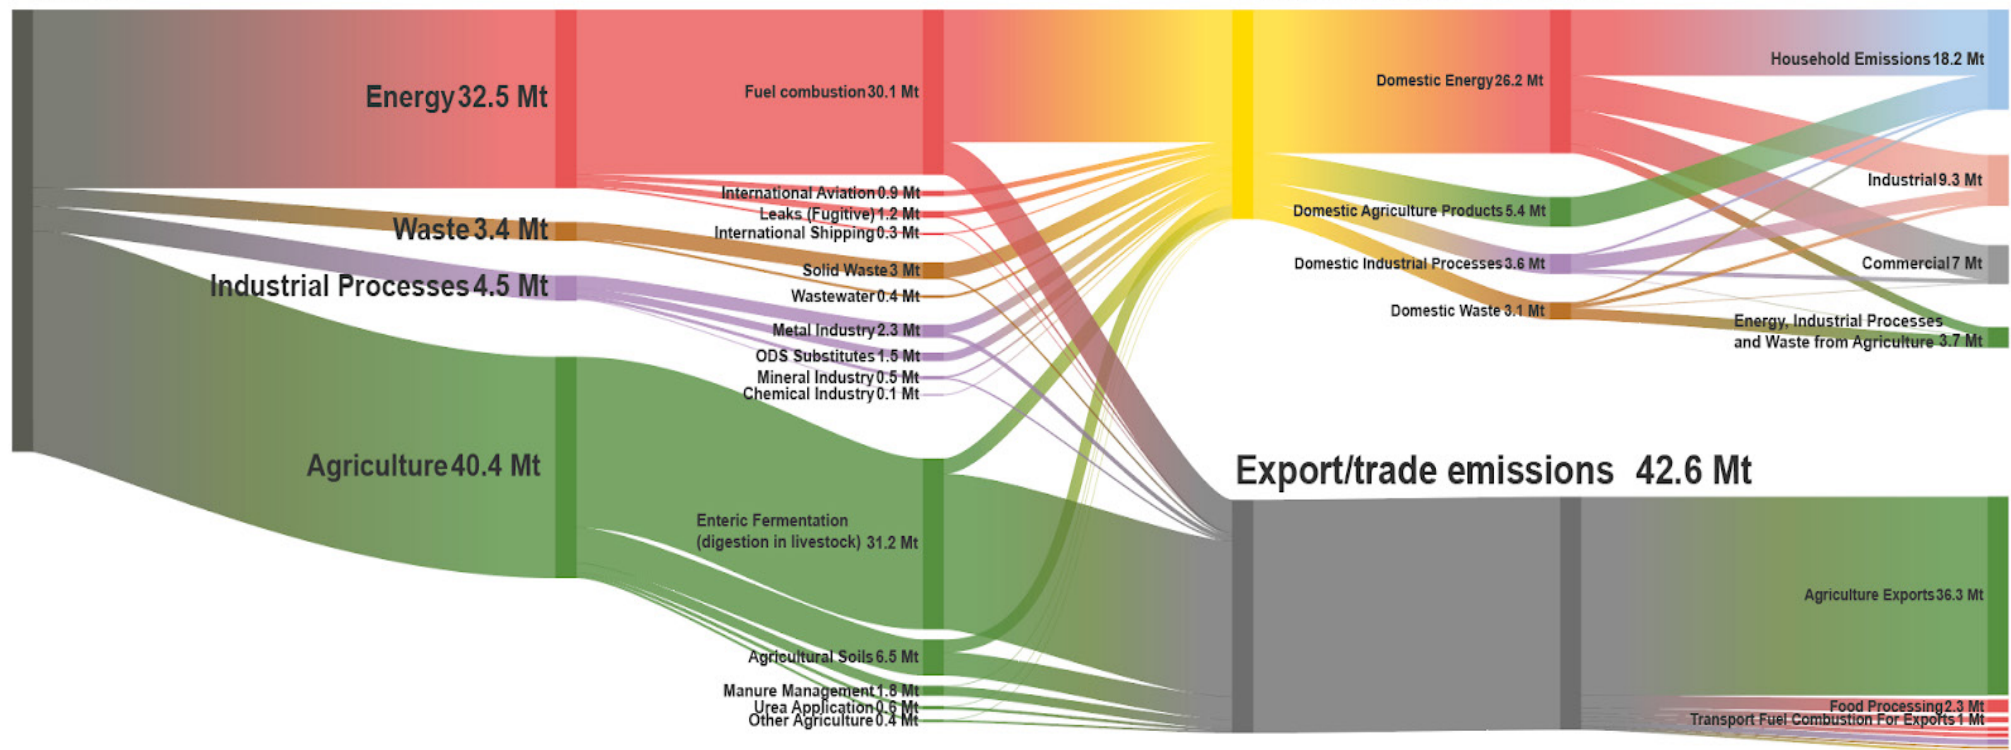 Energy 32.5 Mt
Waste 3.4 Mt
Industrial Processes 4.5 Mt
Agriculture 40.4 Mt
Fuel combustion 30.1 Mt
International Aviation 0.9 Mt
Leaks (Fugitive) 1.2 Mt
International Shipping 0.3 Mt
Solid Waste 3 Mt
Wastewater 0.4 Mt
Metal Industry 2.3 Mt
ODS Substitutes 1.5 Mt
Mineral Industry 0.5 Mt
Chemical Industry 0.1 Mt
Enteric Fermentation
(digestion in livestock) 31.2 Mt
Agricultural Soils 6.5 Mt
Manure Management 1.8 Mt
Urea Application 0.6 Mt
Other Agriculture 0.4 Mt
Domestic Energy 26.2 Mt
Domestic Agriculture Products 5.4 Mt
Domestic Industrial Processes 3.6 Mt
Domestic Waste 3.1 Mt
Export/trade emissions 42.6 Mt
Household Emissions 18.2 Mt
Industrial 9.3 Mt
Commercial 7 Mt
Energy, Industrial Processes
and Waste from Agriculture 3.7 Mt
Agriculture Exports 36.3 Mt
Food Processing 2.3 Mt
Transport Fuel Combustion For Exports 1 Mt